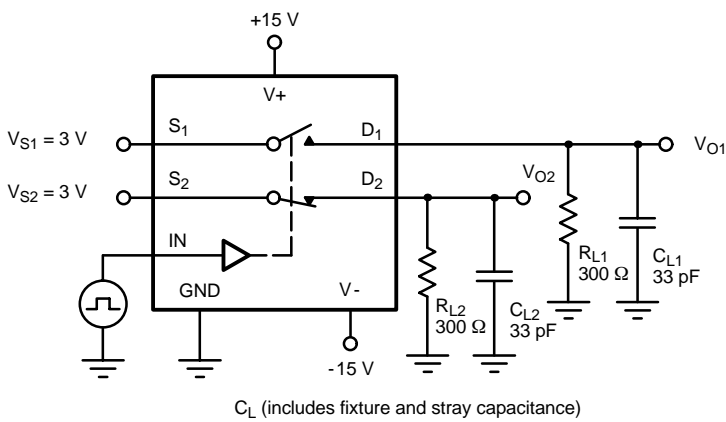 +15 V
V+
VS1 = 3 V
S1
D1
VO1
VS2 = 3 V
S2
D2
VO2
IN
RL1
300 Ω
CL1
33 pF
GND
V-
RL2
300 Ω
CL2
33 pF
-15 V
CL (includes fixture and stray capacitance)